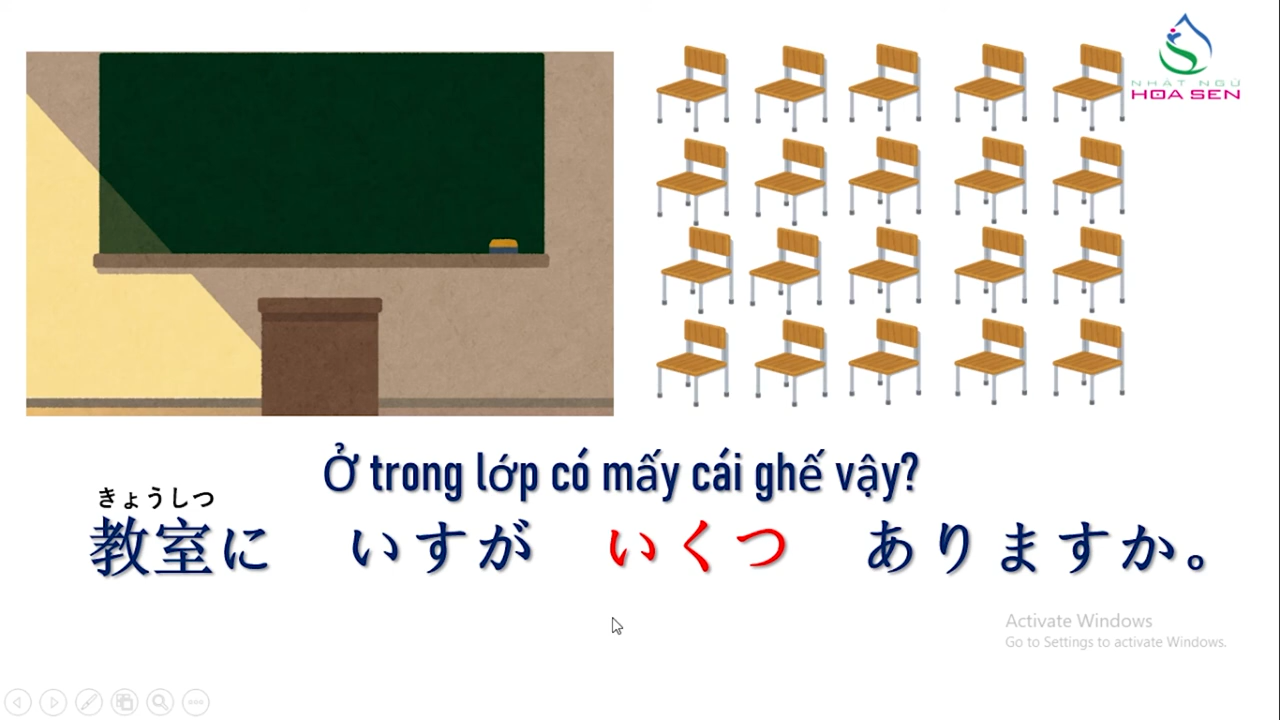 NHẬT NGỮ
HOA SEN
Ở trong lớp có mấy cái ghế vậy?
きょうしつ
教室に いすが いくつ ありますか。
Activate Windows
Go to Settings to activate Windows.